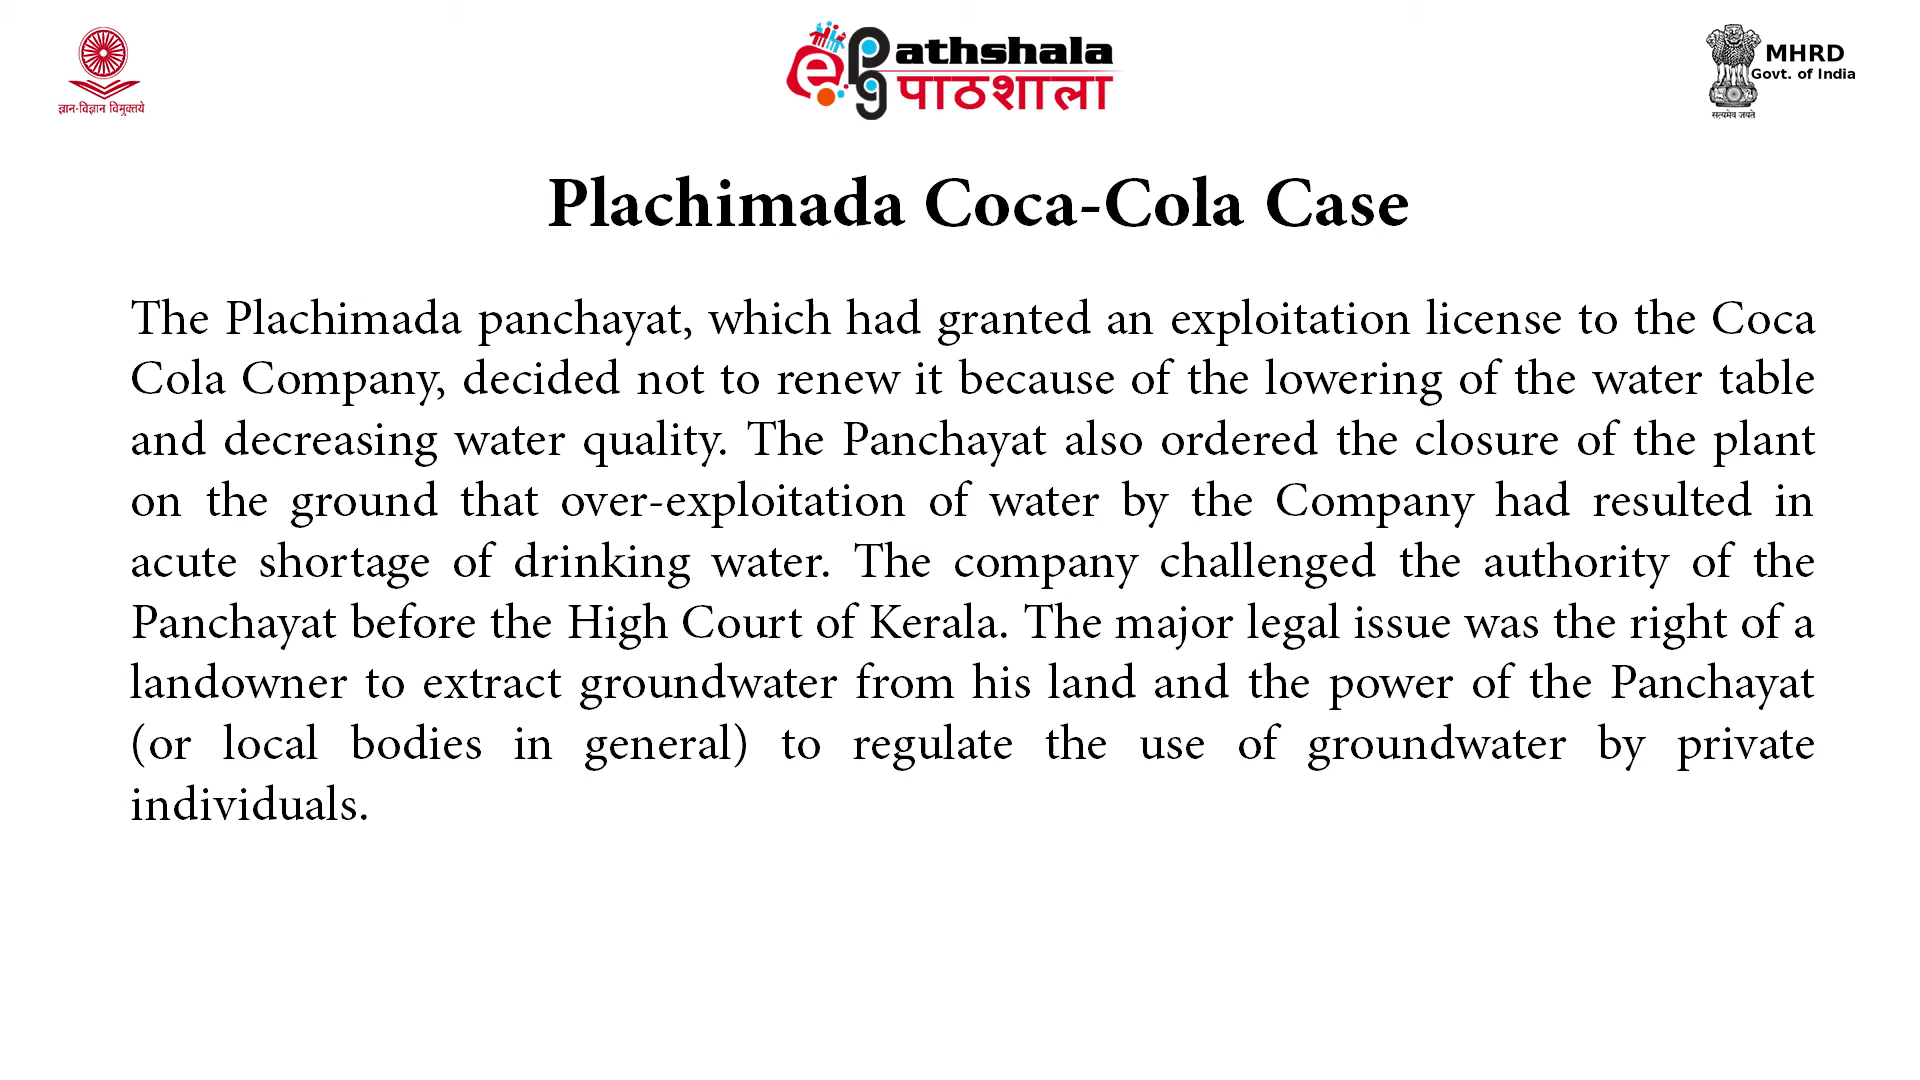 ज्ञान-विज्ञान विमुक्तये
ePGathshala
पाठशाला
MHRD
Govt. of India
सत्यमेव जयते
Plachimada Coca-Cola Case
The Plachimada panchayat, which had granted an exploitation license to the Coca
Cola Company, decided not to renew it because of the lowering of the water table
and decreasing water quality. The Panchayat also ordered the closure of the plant
on the ground that over-exploitation of water by the Company had resulted in
acute shortage of drinking water. The company challenged the authority of the
Panchayat before the High Court of Kerala. The major legal issue was the right of a
landowner to extract groundwater from his land and the power of the Panchayat
(or local bodies in general) to regulate the use of groundwater by private
individuals.